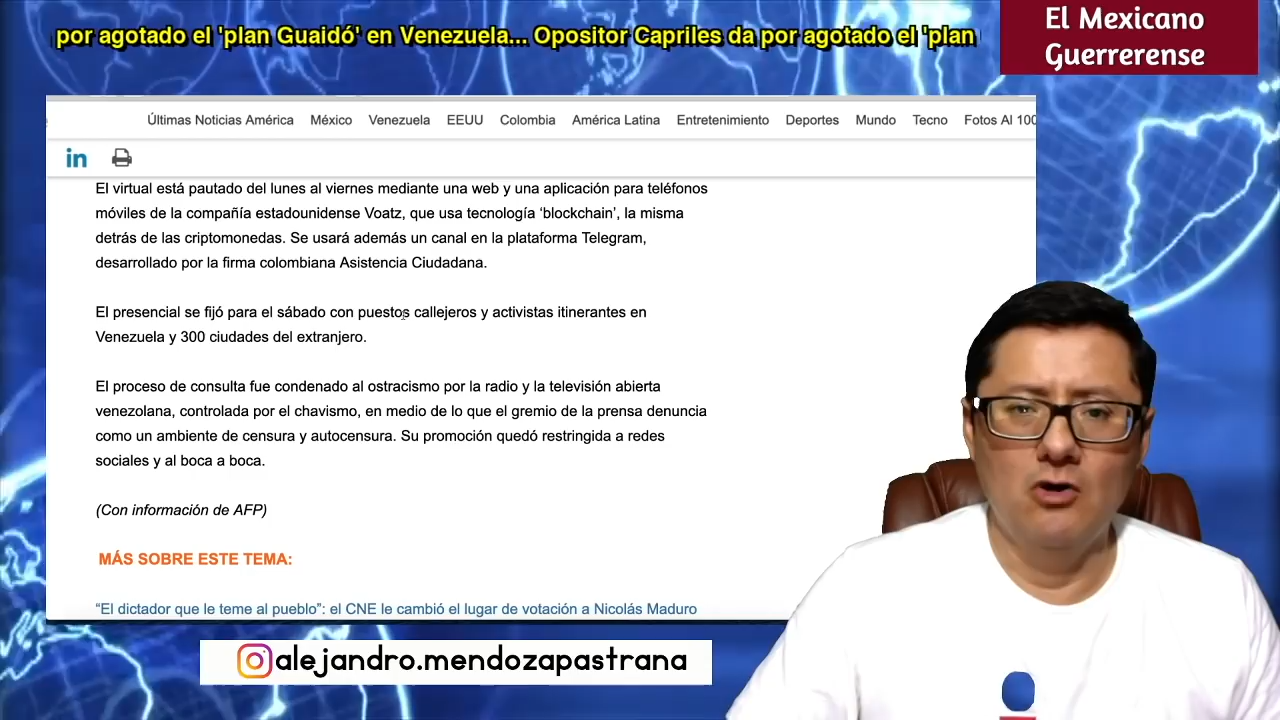 por agotado el 'plan Guaidó' en Venezuela... Opositor Capriles da por agotado el 'plan
El Mexicano
Guerrerense
Últimas Noticias América México Venezuela EEUU Colombia América Latina Entretenimiento Deportes Mundo Tecno Fotos Al 100
in
El virtual está pautado del lunes al viernes mediante una web y una aplicación para teléfonos
móviles de la compañía estadounidense Voatz, que usa tecnología ‘blockchain’, la misma
detrás de las criptomonedas. Se usará además un canal en la plataforma Telegram,
desarrollado por la firma colombiana Asistencia Ciudadana.
El presencial se fijó para el sábado con puestos callejeros y activistas itinerantes en
Venezuela y 300 ciudades del extranjero.
El proceso de consulta fue condenado al ostracismo por la radio y la televisión abierta
venezolana, controlada por el chavismo, en medio de lo que el gremio de la prensa denuncia
como un ambiente de censura y autocensura. Su promoción quedó restringida a redes
sociales y al boca a boca.
(Con información de AFP)
MÁS SOBRE ESTE TEMA:
“El dictador que le teme al pueblo”: el CNE le cambió el lugar de votación a Nicolás Maduro
alejandro.mendozapastrana